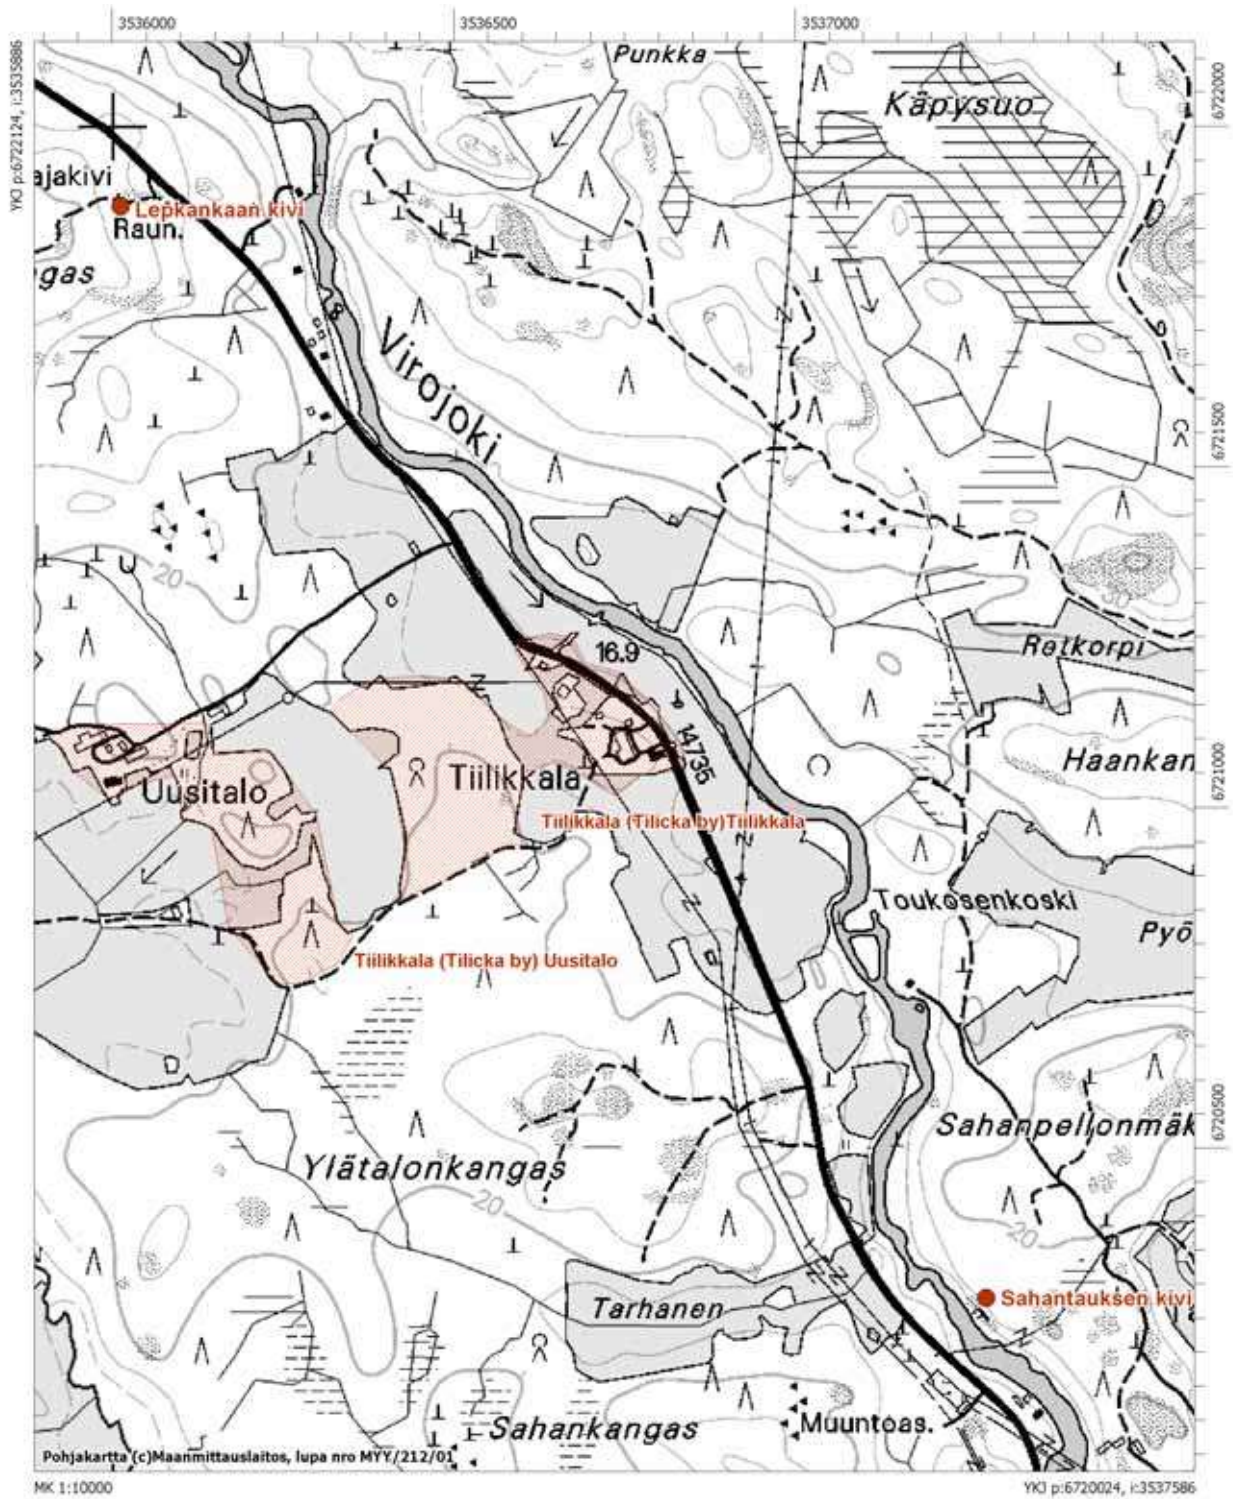 3536000
3536500
3537000
YKJ p:6722124, i:3535886
6722000
Punkka
Käpysuo
ajakivi
Lepkankaan kivi
Raun.
gas
Virojoki
6721500
20
U
16.9
Retkorpi
14735
Haankan
6721000
Uusitalo
Tiilikkala
Tiilikkala (Tilicka by)Tiilikkala
Toukosenkoski
Pyö
Tiilikkala (Tilicka by) Uusitalo
6720500
Sahanpellonmäk
Ylätalonkangas
20
20
Sahantauksen kivi
Tarhanen
Muuntoas.
Sahankangas
Pohjakartta (c)Maanmittauslaitos, lupa nro MYY/212/01
MK 1:10000
YKJ p:6720024, i:3537586